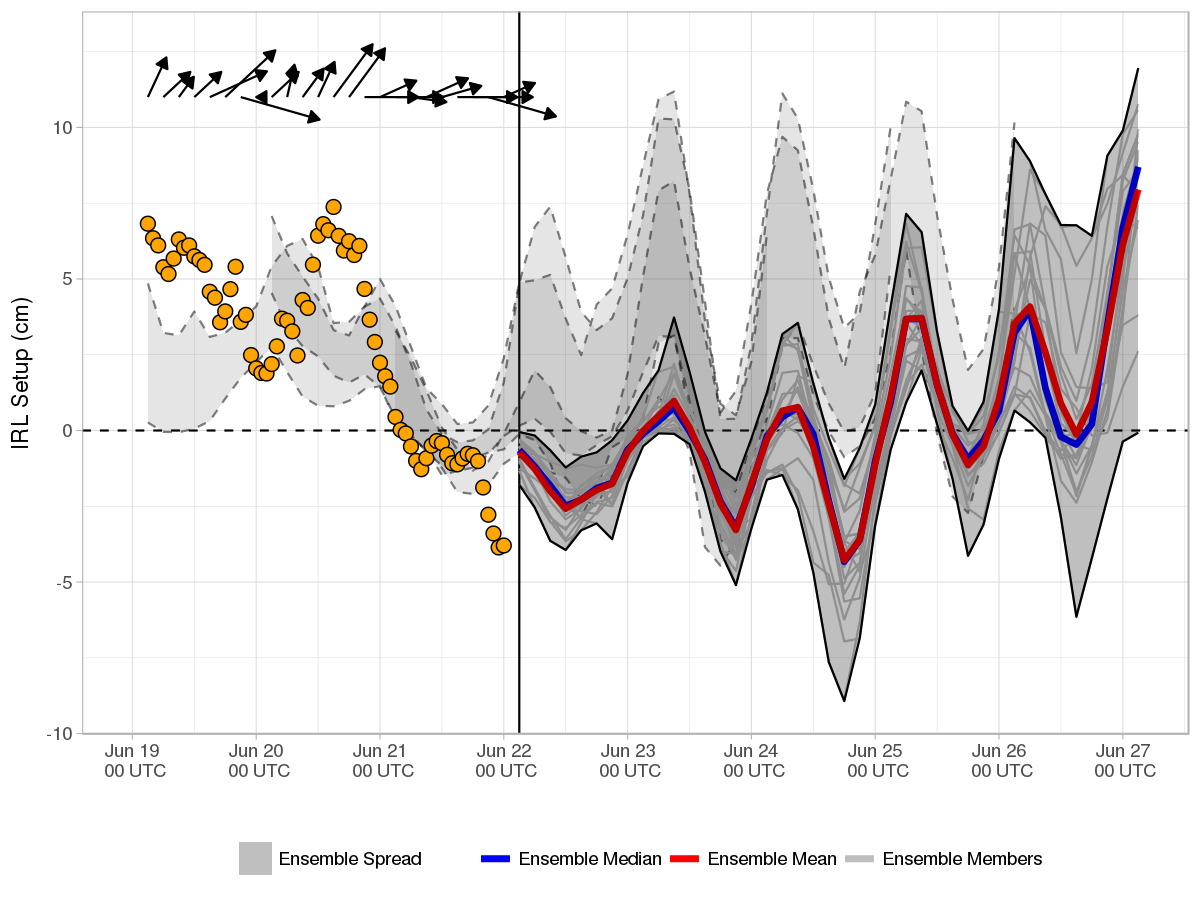 IRL Setup (cm)
10
5
0
-5
-10
Jun 19 Jun 20 Jun 21 Jun 22 Jun 23 Jun 24 Jun 25 Jun 26 Jun 27
00 UTC 00 UTC 00 UTC 00 UTC 00 UTC 00 UTC 00 UTC 00 UTC 00 UTC
Ensemble Spread Ensemble Median Ensemble Mean Ensemble Members